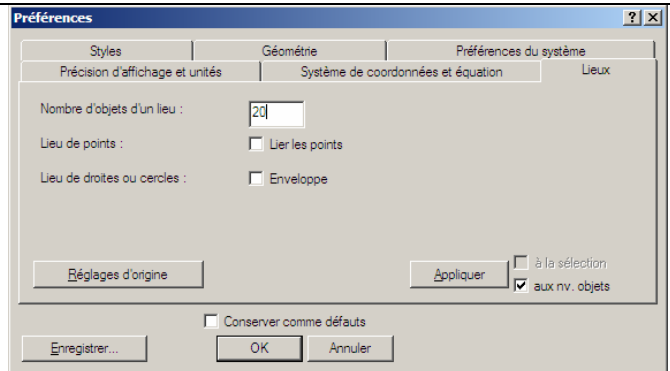 Préférences
Styles Géométrie Préférences du système
Précision d'affichage et unités Système de coordonnées et équation Lieux
Nombre d'objets d'un lieu : 20
Lieu de points : Lier les points
Lieu de droites ou cercles : Enveloppe
à la sélection
Réglages d'origine Appliquer
aux nv. objets
Conserver comme défauts
Enregistrer... OK Annuler